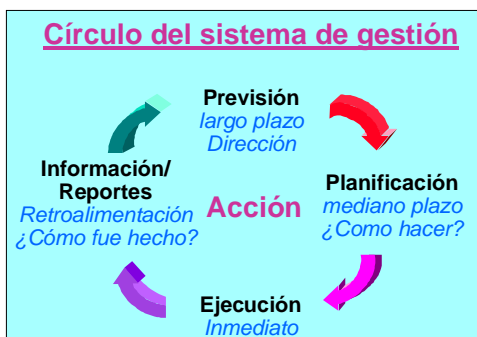 Círculo del sistema de gestión
Previsión
largo plazo
Dirección
Información/
Reportes
Retroalimentación
¿Cómo fue hecho?
Acción
Planificación
mediano plazo
¿Como hacer?
Ejecución
Inmediato